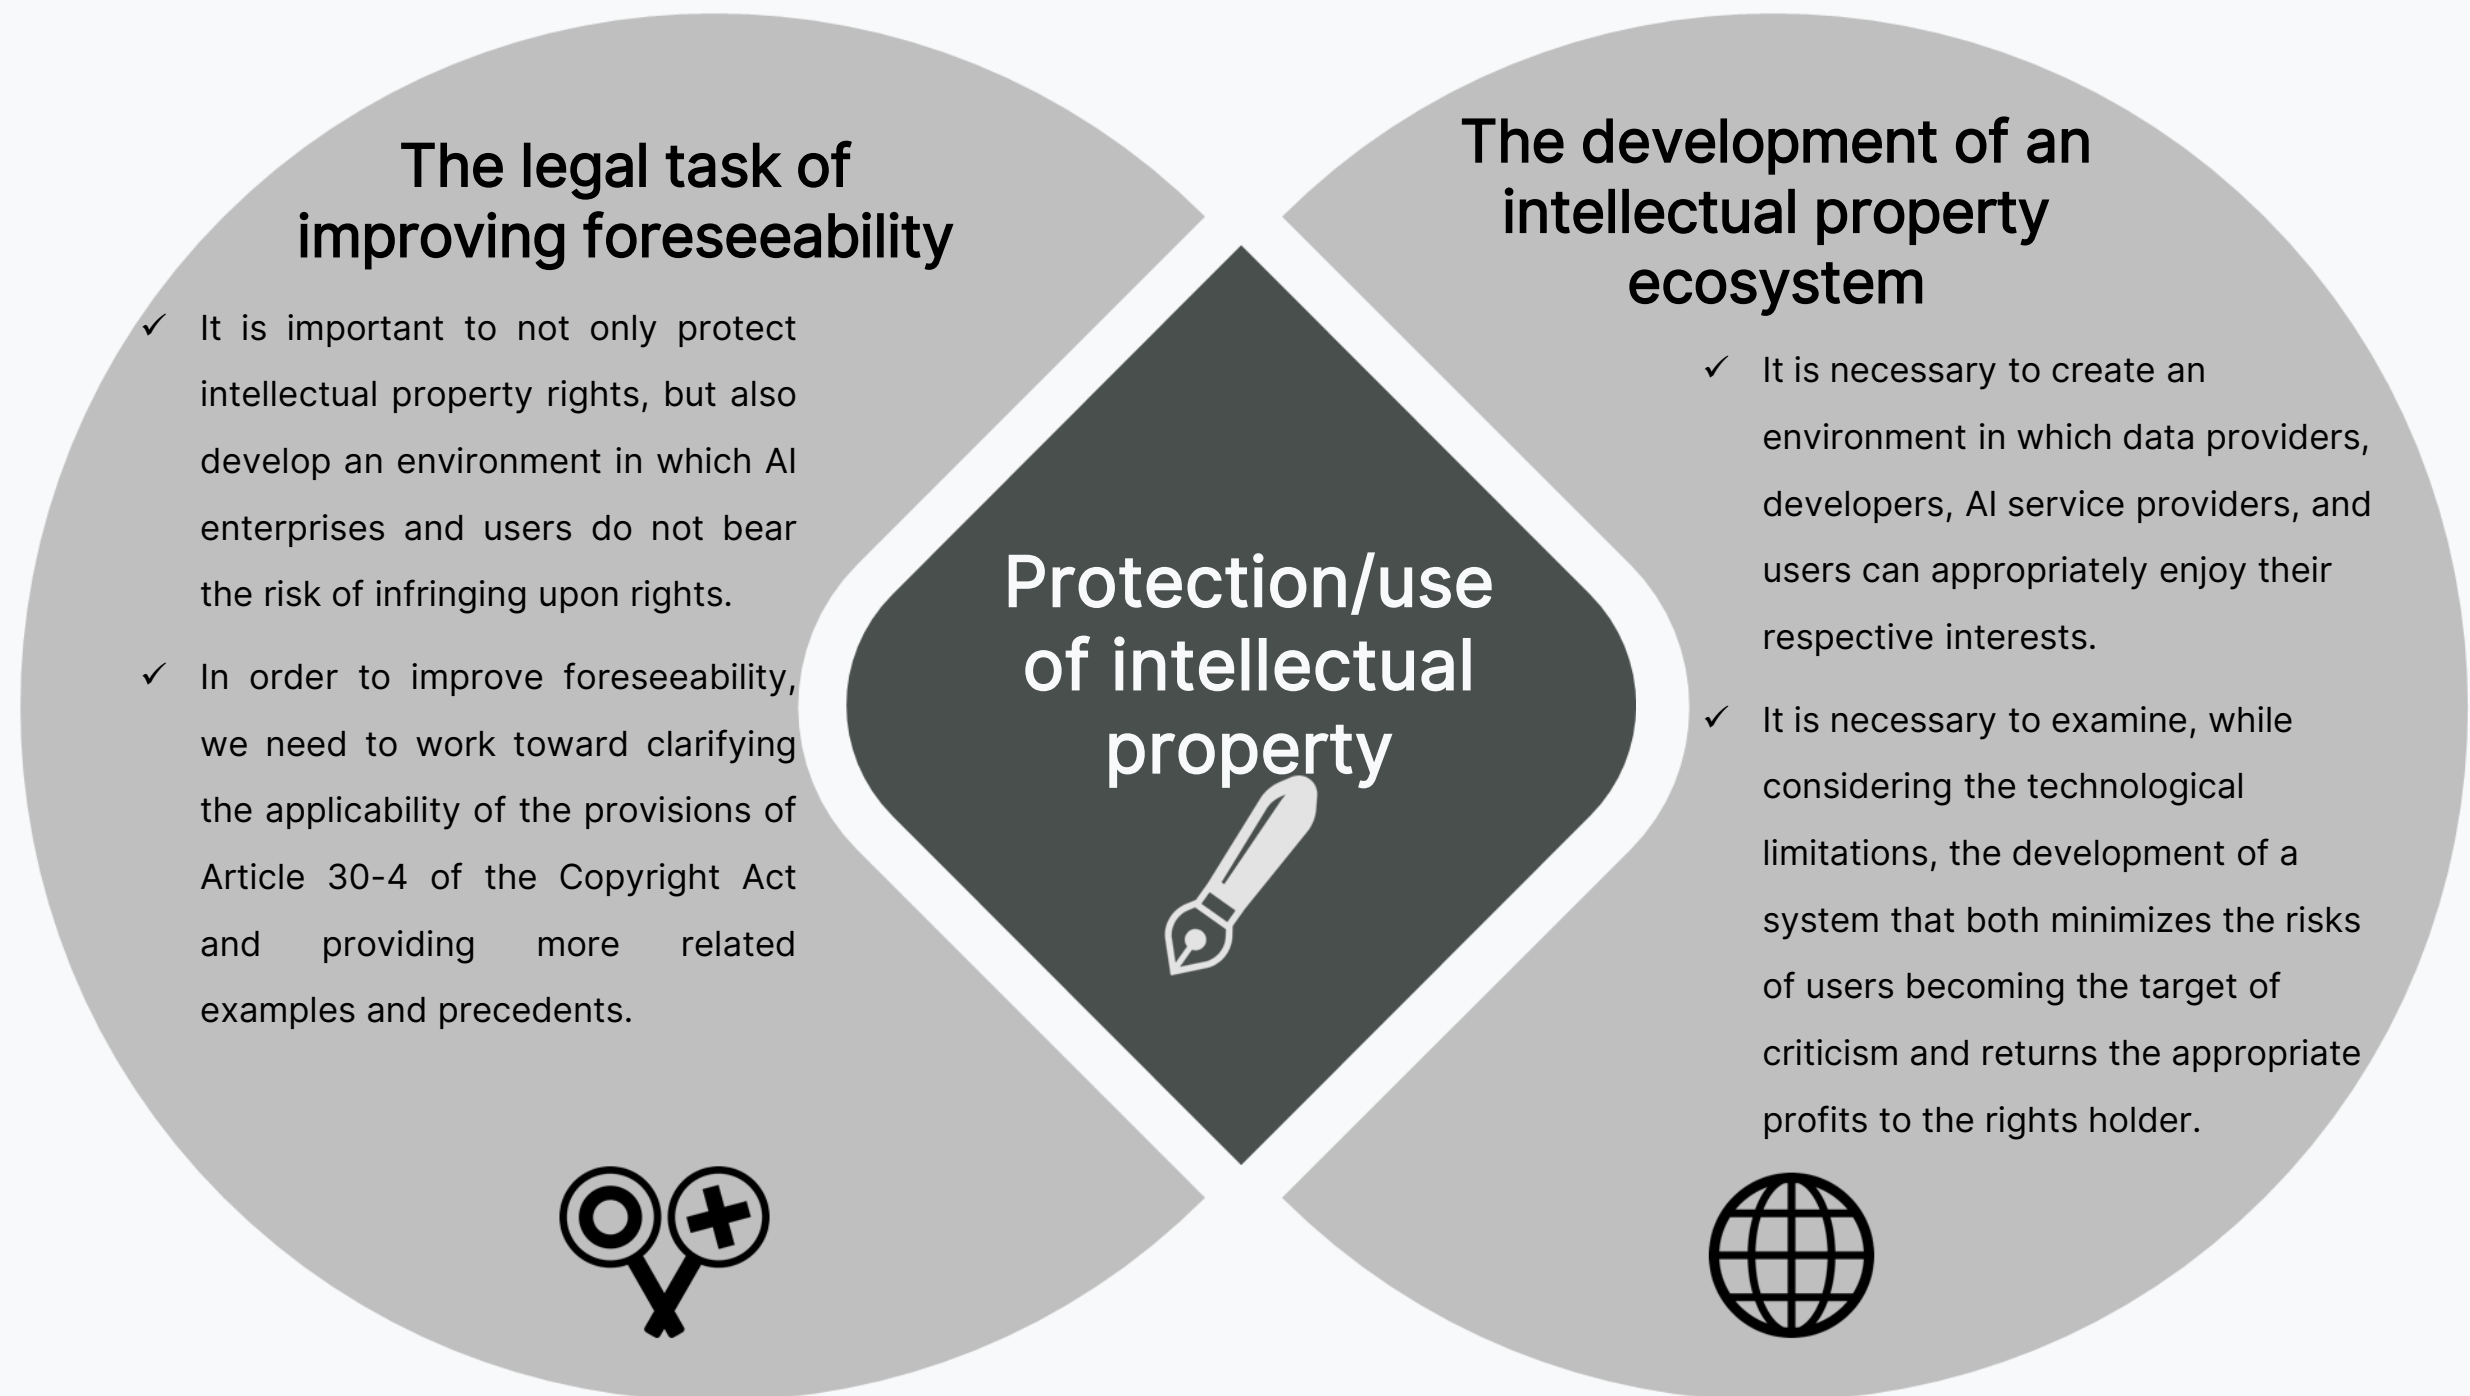 The legal task of
improving foreseeability
✓ It is important to not only protect
intellectual property rights, but also
develop an environment in which AI
enterprises and users do not bear
the risk of infringing upon rights.
✓ In order to improve foreseeability,
we need to work toward clarifying
the applicability of the provisions of
Article 30-4 of the Copyright Act
and providing more related
examples and precedents.
Protection/use
of intellectual
property
The development of an
intellectual property
ecosystem
✓ It is necessary to create an
environment in which data providers,
developers, AI service providers, and
users can appropriately enjoy their
respective interests.
✓ It is necessary to examine, while
considering the technological
limitations, the development of a
system that both minimizes the risks
of users becoming the target of
criticism and returns the appropriate
profits to the rights holder.